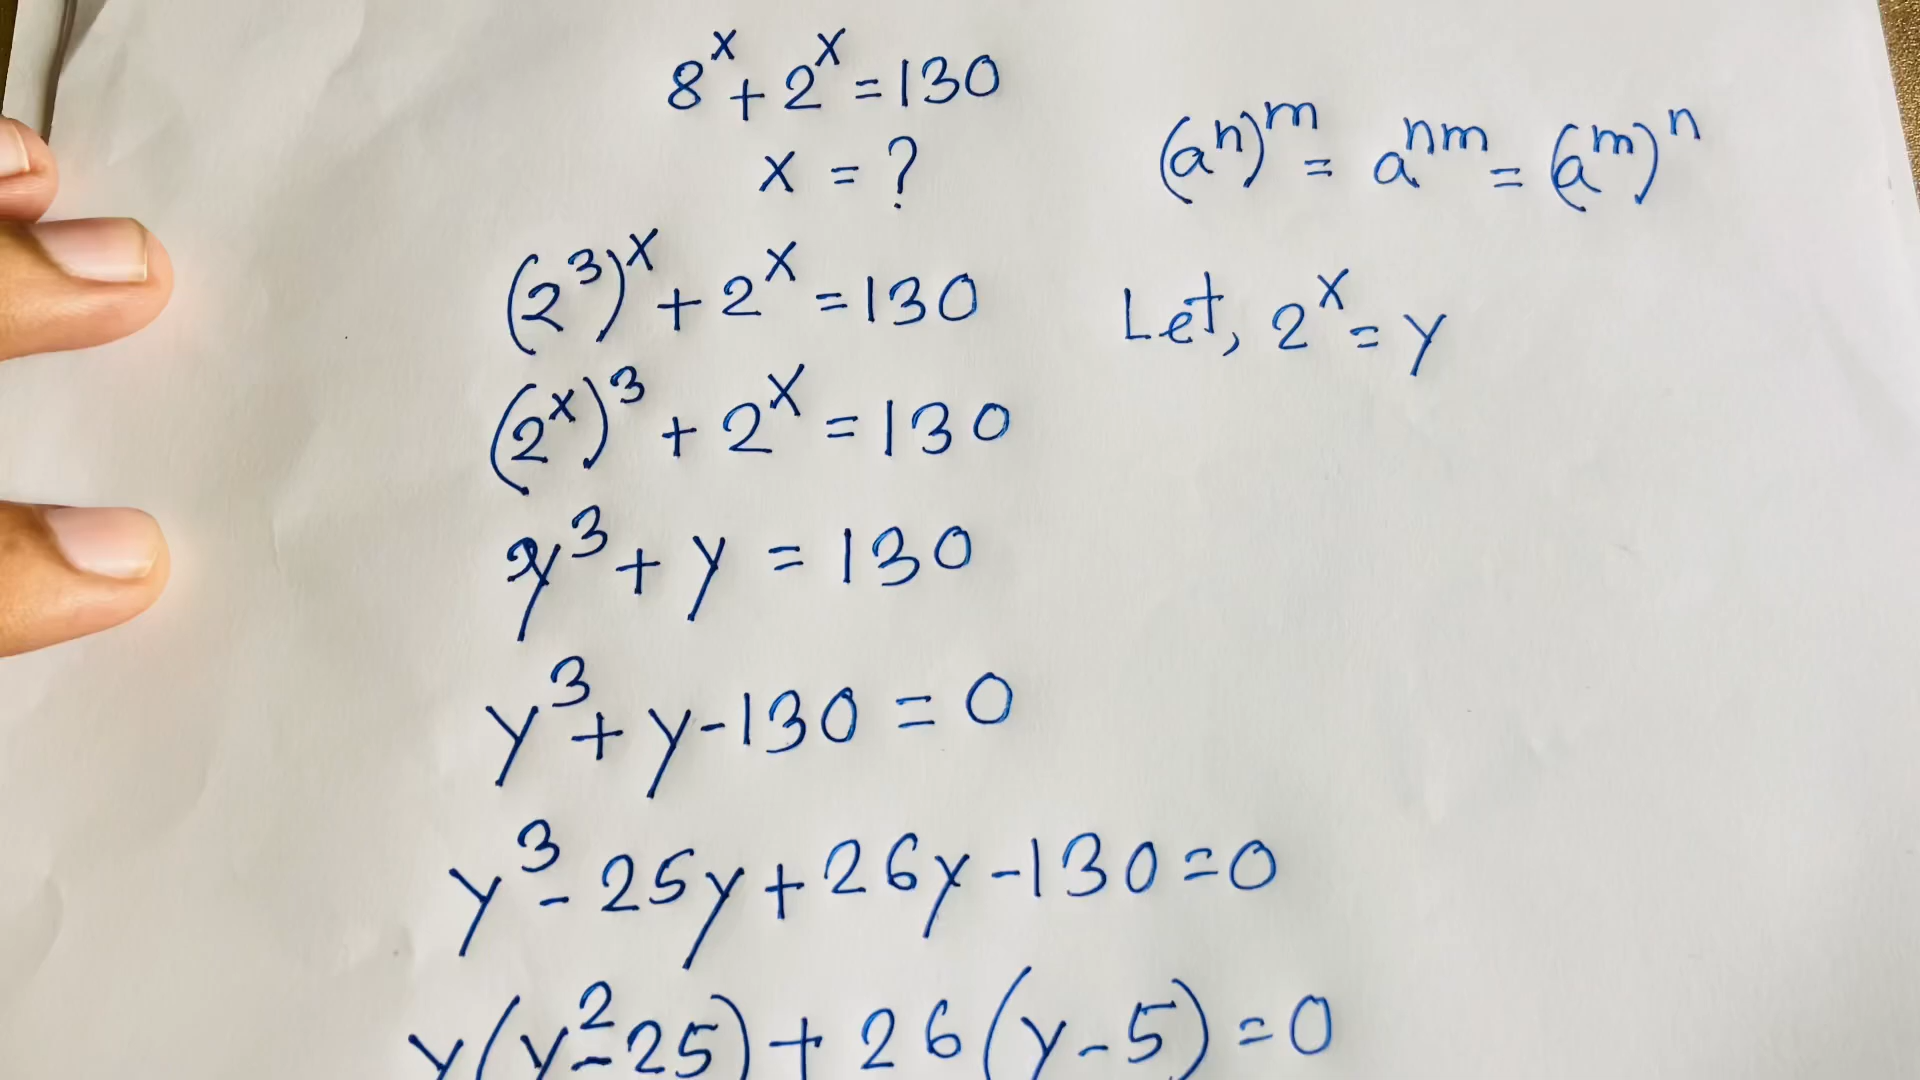 8^x + 2^x = 130
x = ?
(a^n)^m = a^nm = (a^m)^n
(2^3)^x + 2^x = 130
Let, 2^x = y
(2^x)^3 + 2^x = 130
y^3 + y = 130
y^3 + y - 130 = 0
y^3 - 25y + 26y - 130 = 0
y(y^2 - 25) + 26(y - 5) = 0